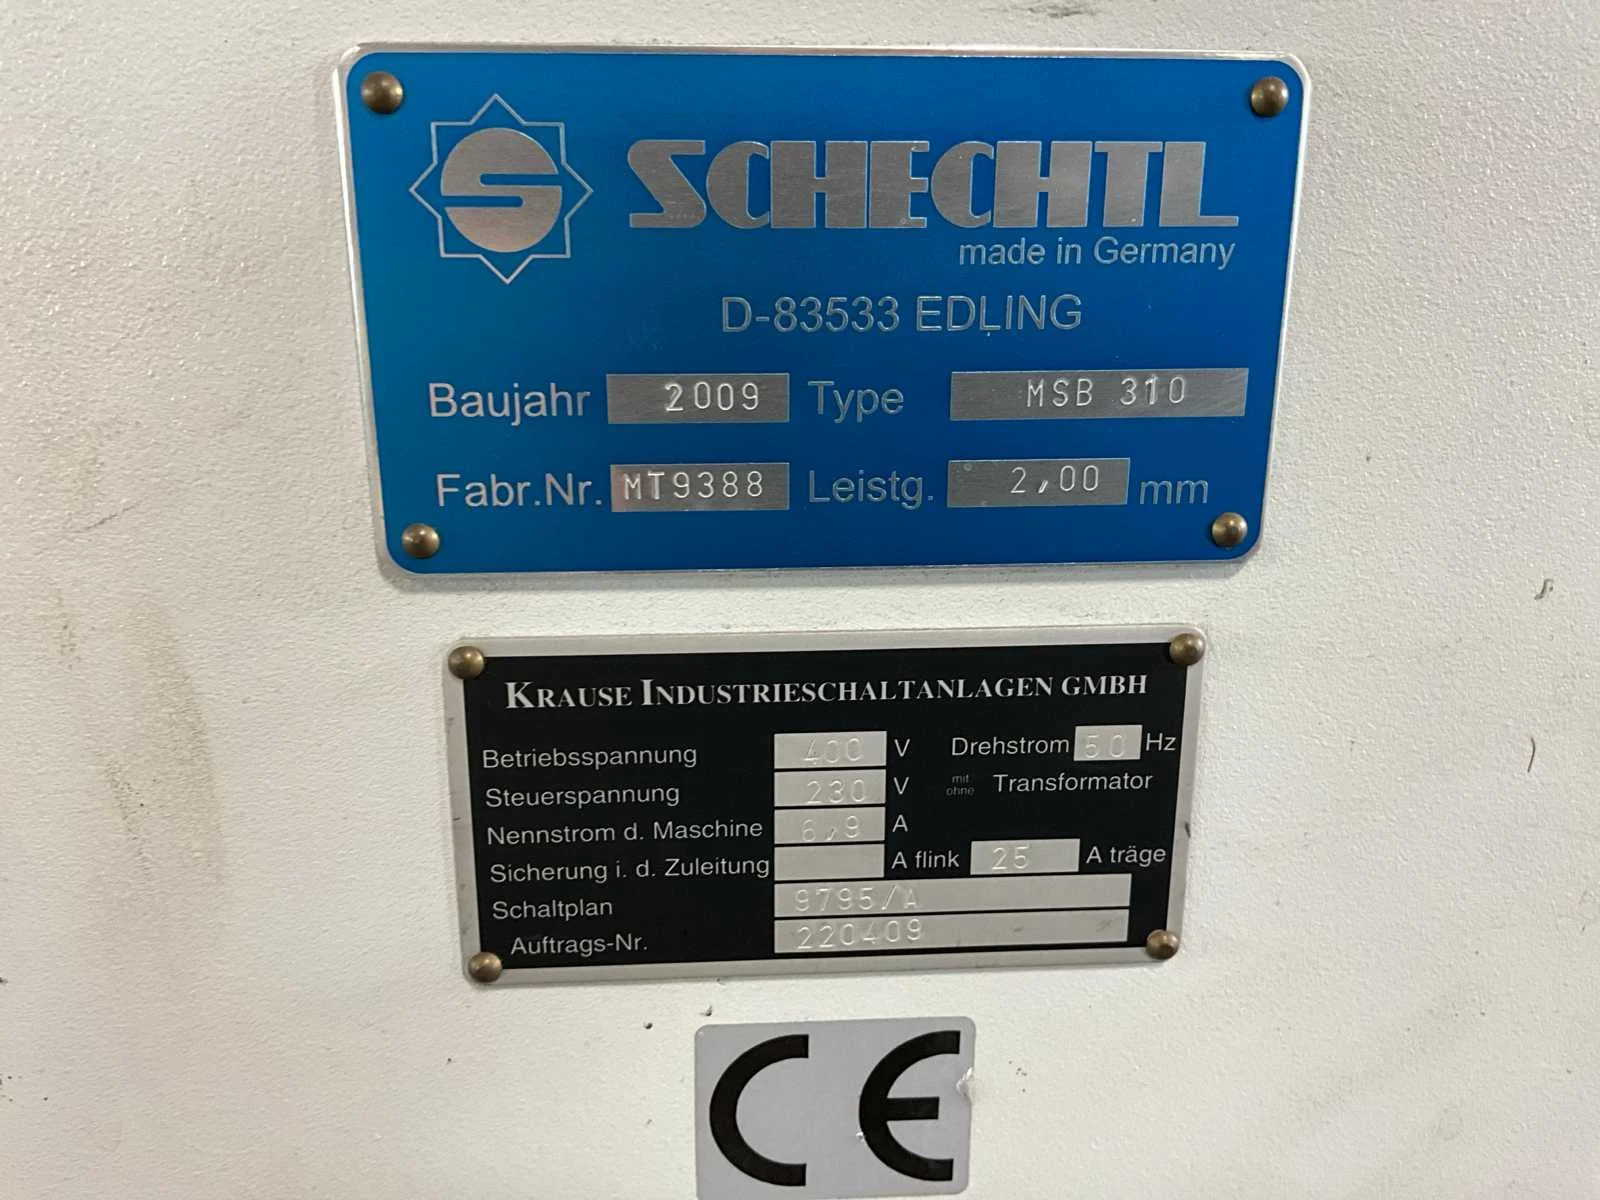 S SCHECHTL
made in Germany
D-83533 EDLING
Baujahr 2009 Type MSB 310
Fabr.Nr. MT9388 Leistg. 2,00 mm
KRAUSE INDUSTRIESCHALTANLAGEN GMBH
Betriebsspannung 400 V Drehstrom 50 Hz
Steuerspannung 230 V mit ohne Transformator
Nennstrom d. Maschine 6,9 A
Sicherung i. d. Zuleitung A flink 25 A träge
Schaltplan 9795/A
Auftrags-Nr. 220409
CE